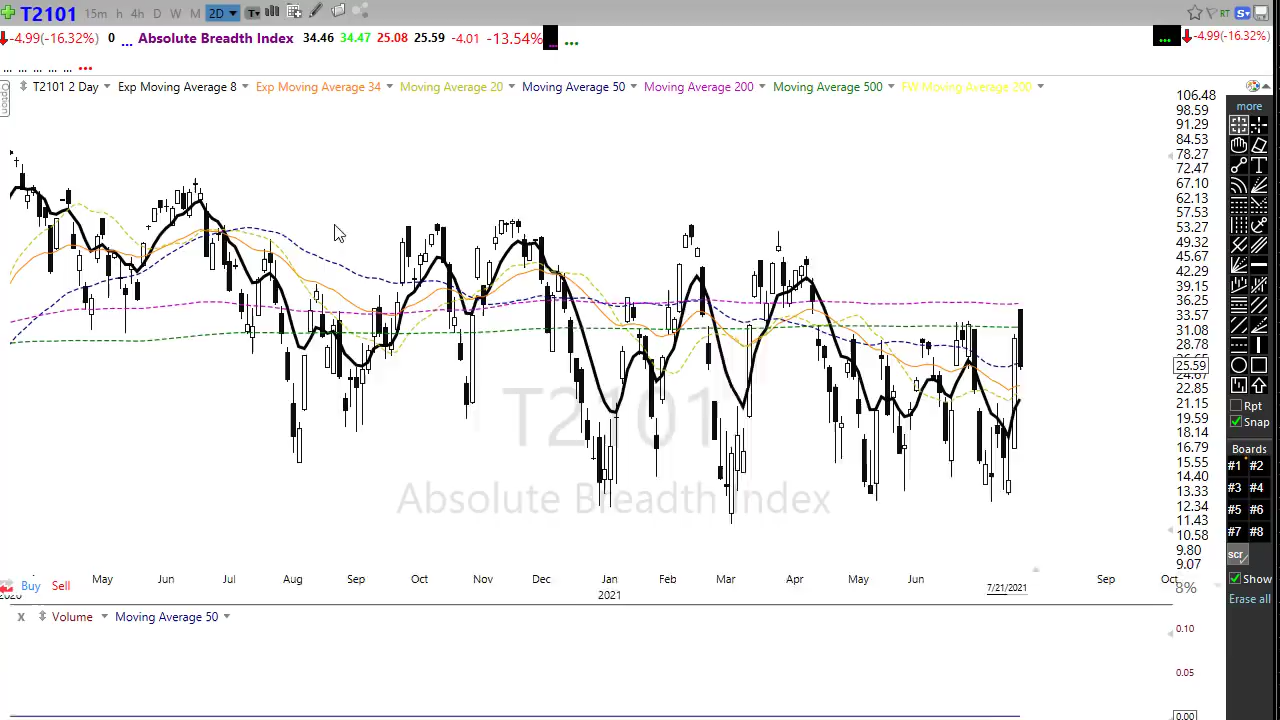 T2101 15m h 4h D W M 2D T
RT S
-4.99(-16.32%) 0 ... Absolute Breadth Index 34.46 34.47 25.08 25.59 -4.01 -13.54% ... ...
... -4.99(-16.32%)
... ... ... ... ... ...
Option
T2101 2 Day Exp Moving Average 8 Exp Moving Average 34 Moving Average 20 Moving Average 50 Moving Average 200 Moving Average 500 FW Moving Average 200
106.48
98.59
91.29
84.53
78.27
72.47
67.10
62.13
57.53
53.27
49.32
45.67
42.29
39.15
36.25
33.57
31.08
28.78
25.59
22.85
21.15
19.59
18.14
16.79
15.55
14.40
13.33
12.34
11.43
10.58
9.80
9.07
8%
more
T
Rpt
Snap
Boards
#1 #2
#3 #4
#5 #6
#7 #8
scr
Show
Erase all
T2101
Absolute Breadth Index
Buy Sell
May Jun Jul Aug Sep Oct Nov Dec Jan Feb Mar Apr May Jun 7/21/2021 Sep Oct
2021
X Volume Moving Average 50
0.10
0.05
0.00